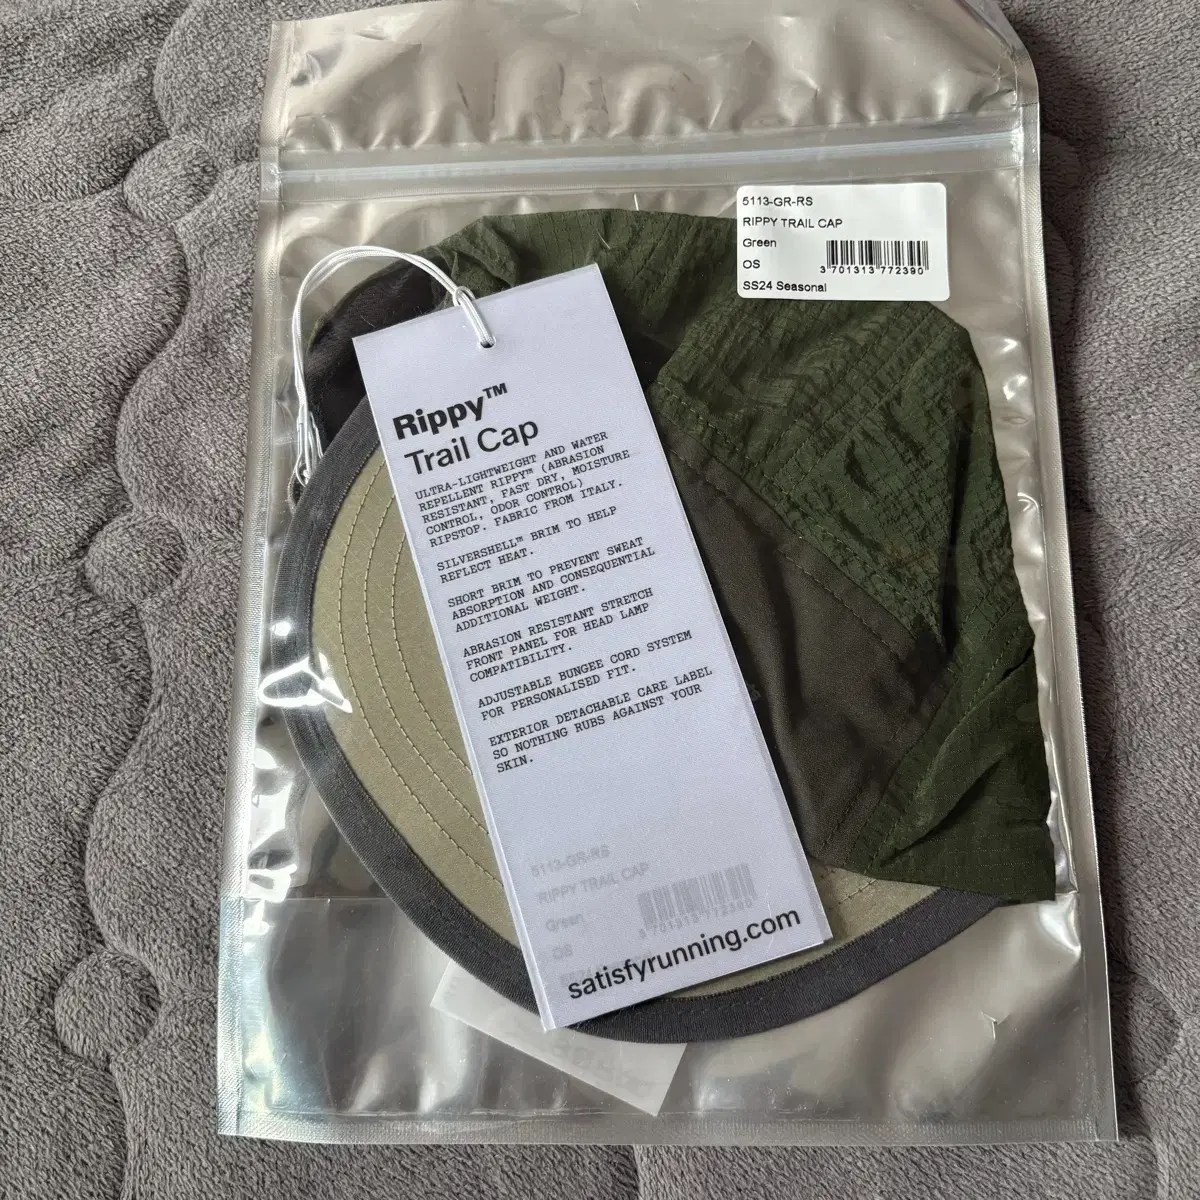 5113-GR-RS
RIPPY TRAIL CAP
Green
OS
3 701313 772390
SS24 Seasonal
Rippy™
Trail Cap
ULTRA-LIGHTWEIGHT AND WATER
REPELLENT RIPPY™ (ABRASION
RESISTANT, FAST DRY, MOISTURE
CONTROL, ODOR CONTROL)
RIPSTOP. FABRIC FROM ITALY.
SILVERSHELL™ BRIM TO HELP
REFLECT HEAT.
SHORT BRIM TO PREVENT SWEAT
ABSORPTION AND CONSEQUENTIAL
ADDITIONAL WEIGHT.
ABRASION RESISTANT STRETCH
FRONT PANEL FOR HEAD LAMP
COMPATIBILITY.
ADJUSTABLE BUNGEE CORD SYSTEM
FOR PERSONALISED FIT.
EXTERIOR DETACHABLE CARE LABEL
SO NOTHING RUBS AGAINST YOUR
SKIN.
5113-GR-RS
RIPPY TRAIL CAP
Green
3 701313 772390
OS
satisfyrunning.com